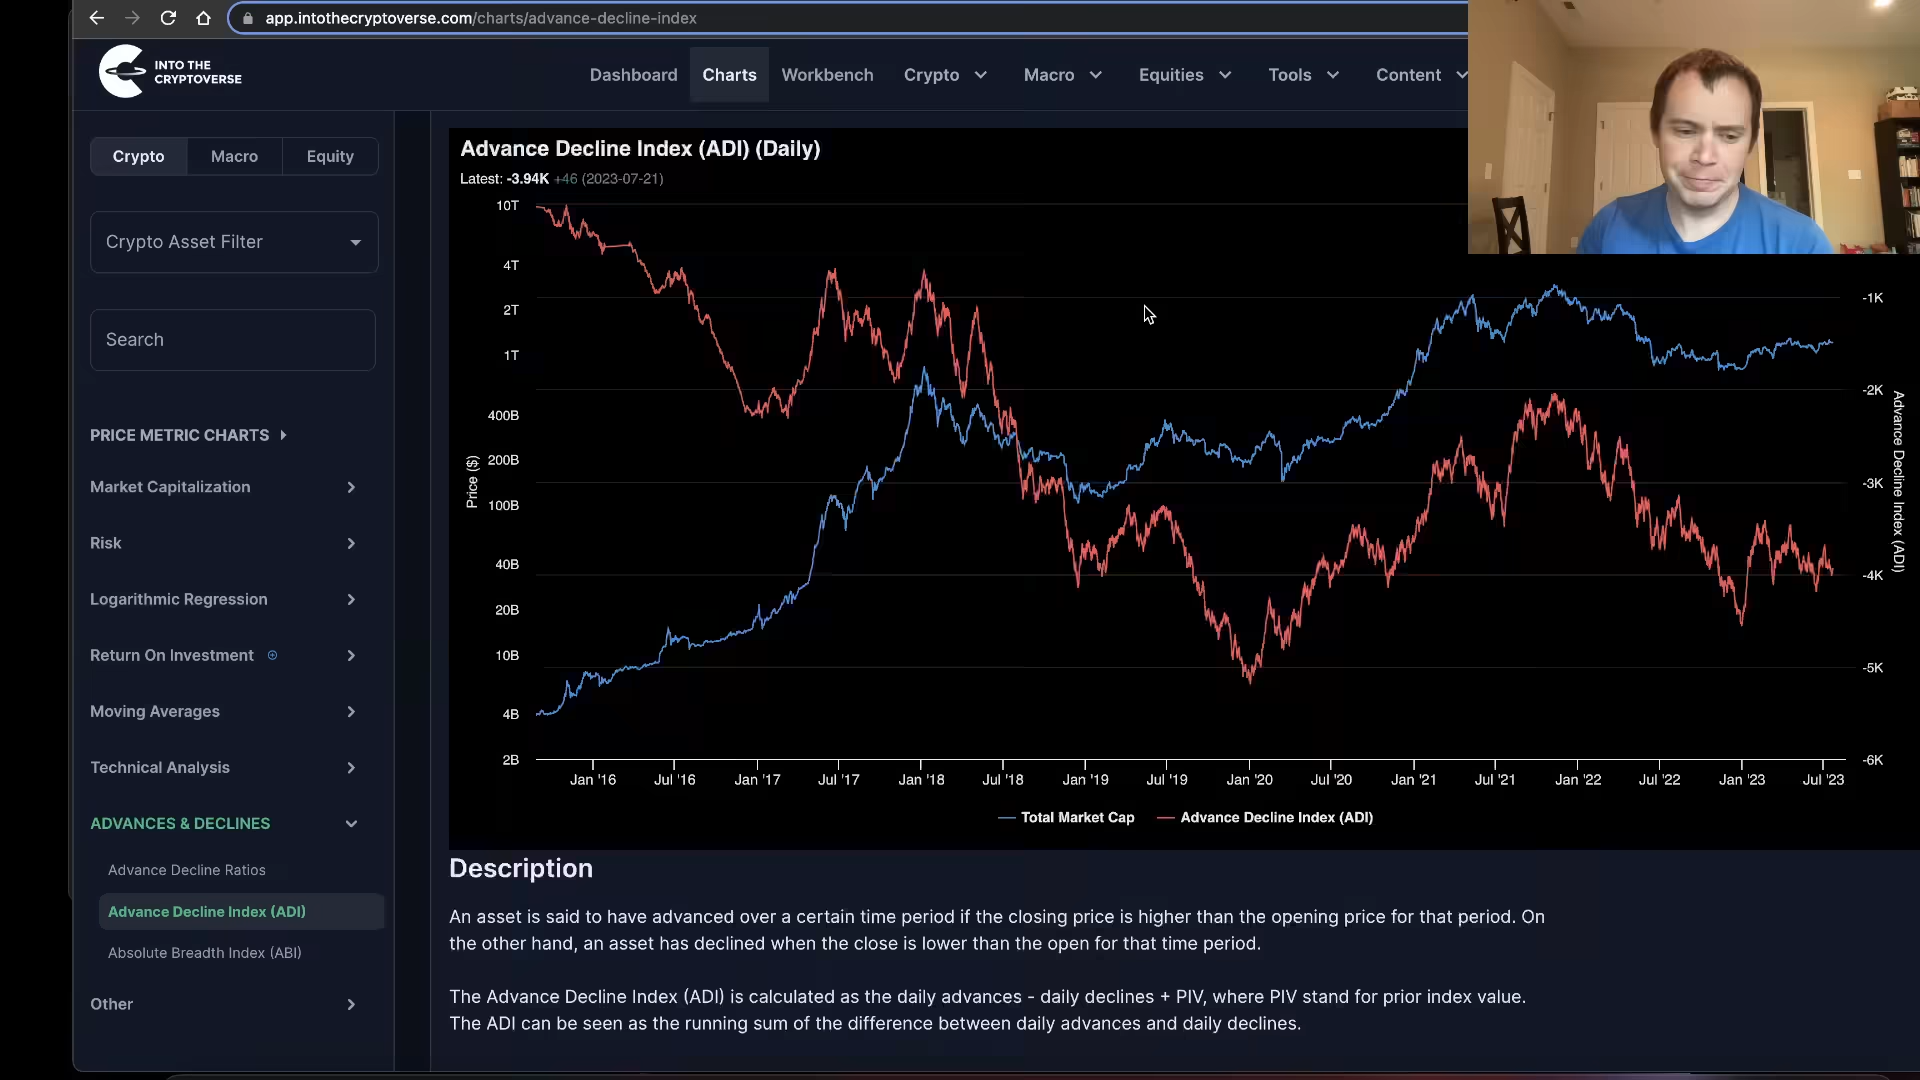 app.intothecryptoverse.com/charts/advance-decline-index
INTO THE
CRYPTOVERSE
Dashboard
Charts
Workbench
Crypto
Macro
Equities
Tools
Content
Crypto
Macro
Equity
Crypto Asset Filter
Search
PRICE METRIC CHARTS
Market Capitalization
Risk
Logarithmic Regression
Return On Investment
Moving Averages
Technical Analysis
ADVANCES & DECLINES
Advance Decline Ratios
Advance Decline Index (ADI)
Absolute Breadth Index (ABI)
Other
Advance Decline Index (ADI) (Daily)
Latest: -3.94K +46 (2023-07-21)
10T
4T
2T
1T
400B
200B
100B
40B
20B
10B
4B
2B
Price ($)
-1K
-2K
-3K
-4K
-5K
-6K
Advance Decline Index (ADI)
Jan '16
Jul '16
Jan '17
Jul '17
Jan '18
Jul '18
Jan '19
Jul '19
Jan '20
Jul '20
Jan '21
Jul '21
Jan '22
Jul '22
Jan '23
Jul '23
Total Market Cap
Advance Decline Index (ADI)
Description
An asset is said to have advanced over a certain time period if the closing price is higher than the opening price for that period. On
the other hand, an asset has declined when the close is lower than the open for that time period.
The Advance Decline Index (ADI) is calculated as the daily advances - daily declines + PIV, where PIV stand for prior index value.
The ADI can be seen as the running sum of the difference between daily advances and daily declines.